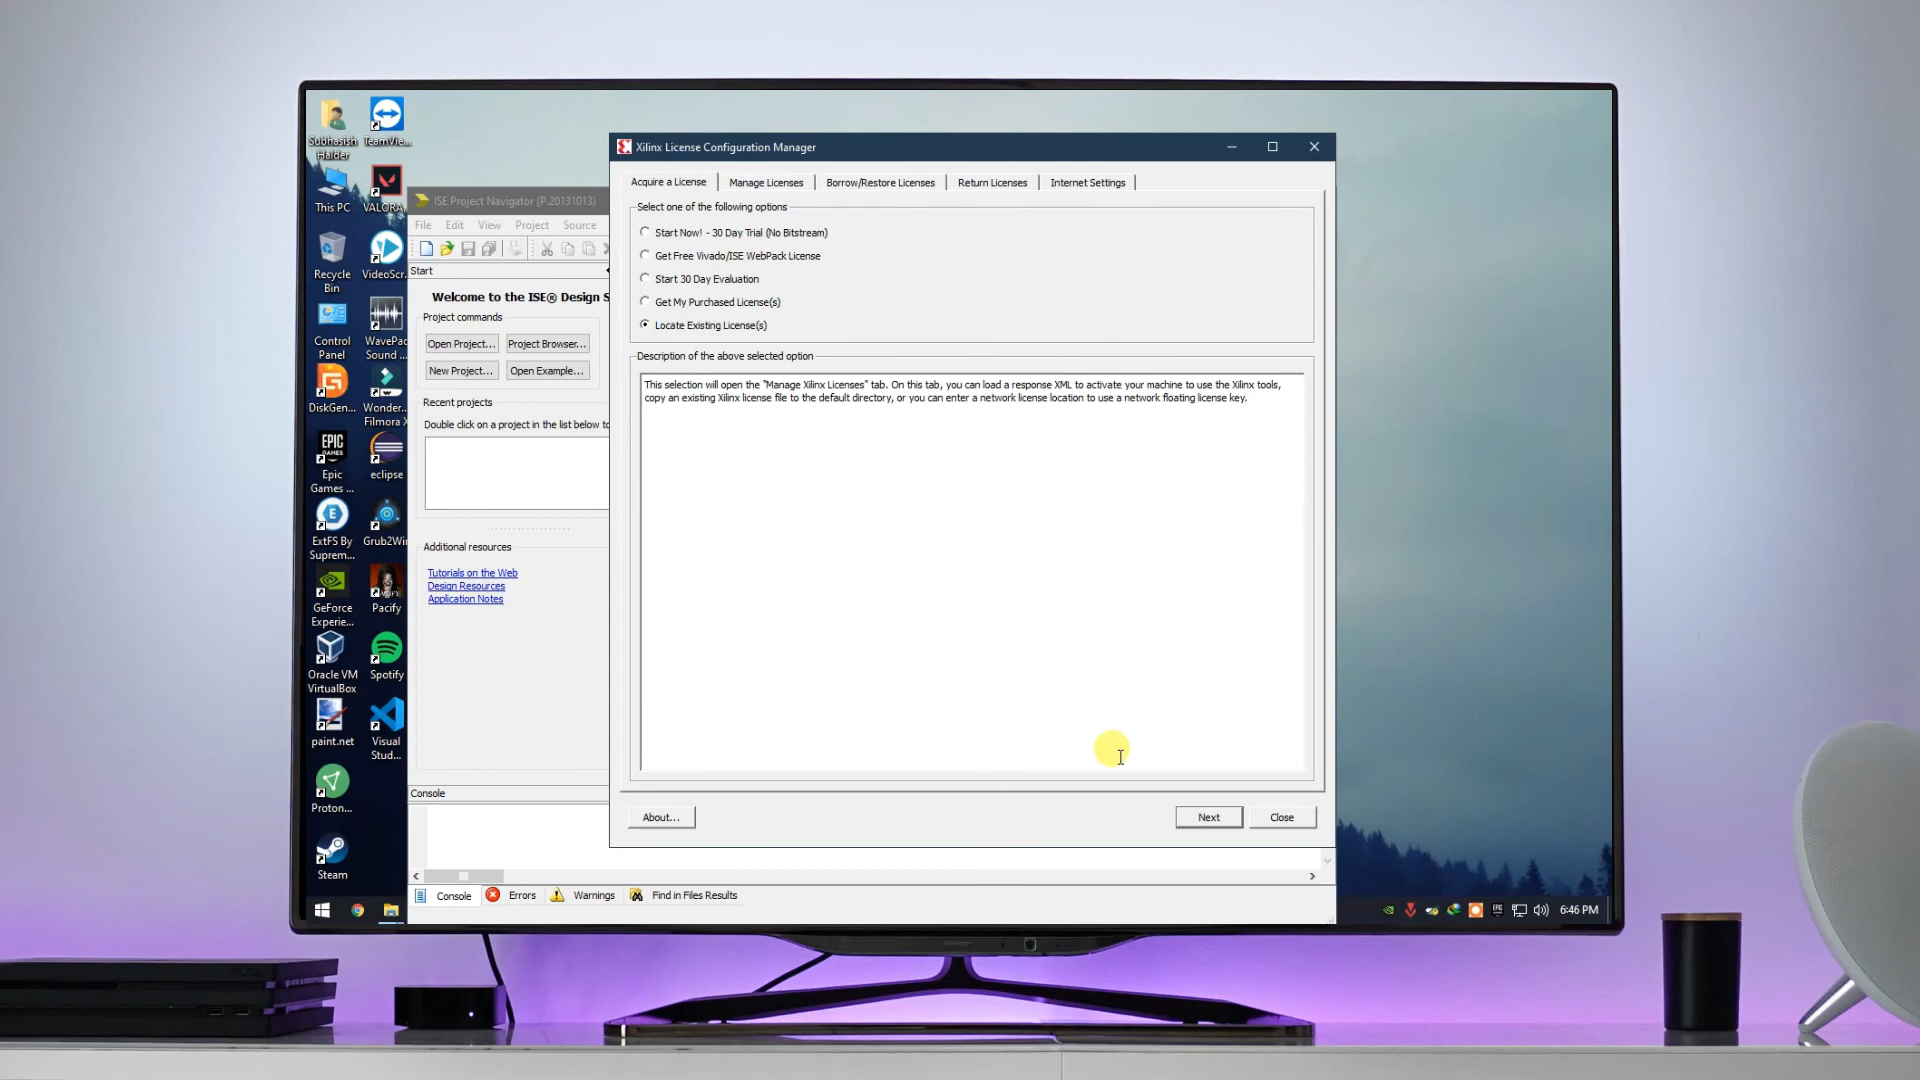 Subhasish
Halder
TeamVie...
This PC
VALORA
Recycle
Bin
VideoScr...
Control
Panel
WavePad
Sound ...
DiskGen...
Wonder...
Filmora X
EPIC
GAMES
Epic
Games ...
eclipse
ExtFS By
Suprem...
Grub2Win
GeForce
Experie...
Pacify
Oracle VM
VirtualBox
Spotify
paint.net
Visual
Stud...
Proton...
Steam
ISE Project Navigator (P.20131013)
File Edit View Project Source
Start
Welcome to the ISE® Design S
Project commands
Open Project... Project Browser...
New Project... Open Example...
Recent projects
Double click on a project in the list below to
Additional resources
Tutorials on the Web
Design Resources
Application Notes
Console
Console Errors Warnings Find in Files Results
Xilinx License Configuration Manager
Acquire a License Manage Licenses Borrow/Restore Licenses Return Licenses Internet Settings
Select one of the following options
Start Now! - 30 Day Trial (No Bitstream)
Get Free Vivado/ISE WebPack License
Start 30 Day Evaluation
Get My Purchased License(s)
Locate Existing License(s)
Description of the above selected option
This selection will open the "Manage Xilinx Licenses" tab. On this tab, you can load a response XML to activate your machine to use the Xilinx tools,
copy an existing Xilinx license file to the default directory, or you can enter a network license location to use a network floating license key.
About... Next Close
6:46 PM